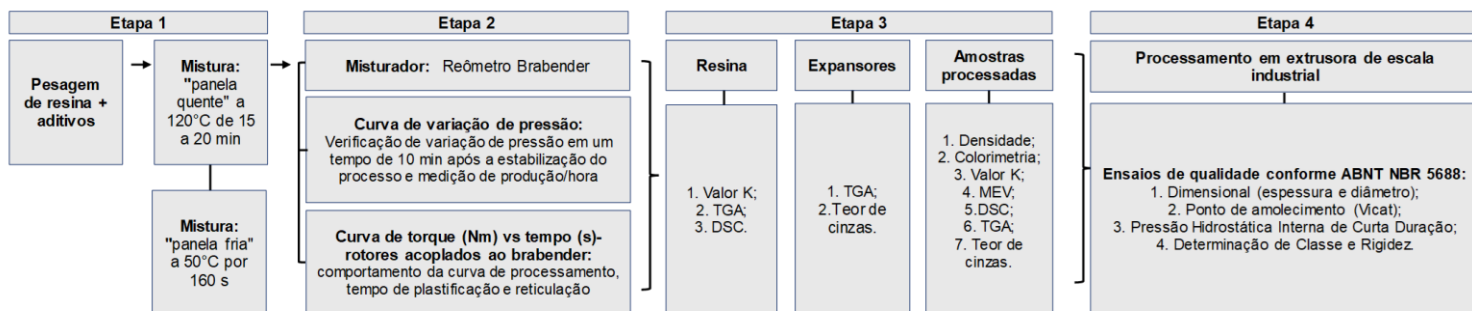 Etapa 1
Pesagem
de resina +
aditivos
Mistura:
"panela
quente" a
120°C de 15
a 20 min
Mistura:
"panela fria"
a 50°C por
160 s
Etapa 2
Misturador: Reômetro Brabender
Curva de variação de pressão:
Verificação de variação de pressão em um
tempo de 10 min após a estabilização do
processo e medição de produção/hora
Curva de torque (Nm) vs tempo (s)-
rotores acoplados ao brabender:
comportamento da curva de processamento,
tempo de plastificação e reticulação
Etapa 3
Resina
1. Valor K;
2. TGA;
3. DSC.
Expansores
1. TGA;
2.Teor de
cinzas.
Amostras
processadas
1. Densidade;
2. Colorimetria;
3. Valor K;
4. MEV;
5.DSC;
6. TGA;
7. Teor de
cinzas.
Etapa 4
Processamento em extrusora de escala
industrial
Ensaios de qualidade conforme ABNT NBR 5688:
1. Dimensional (espessura e diâmetro);
2. Ponto de amolecimento (Vicat);
3. Pressão Hidrostática Interna de Curta Duração;
4. Determinação de Classe e Rigidez.